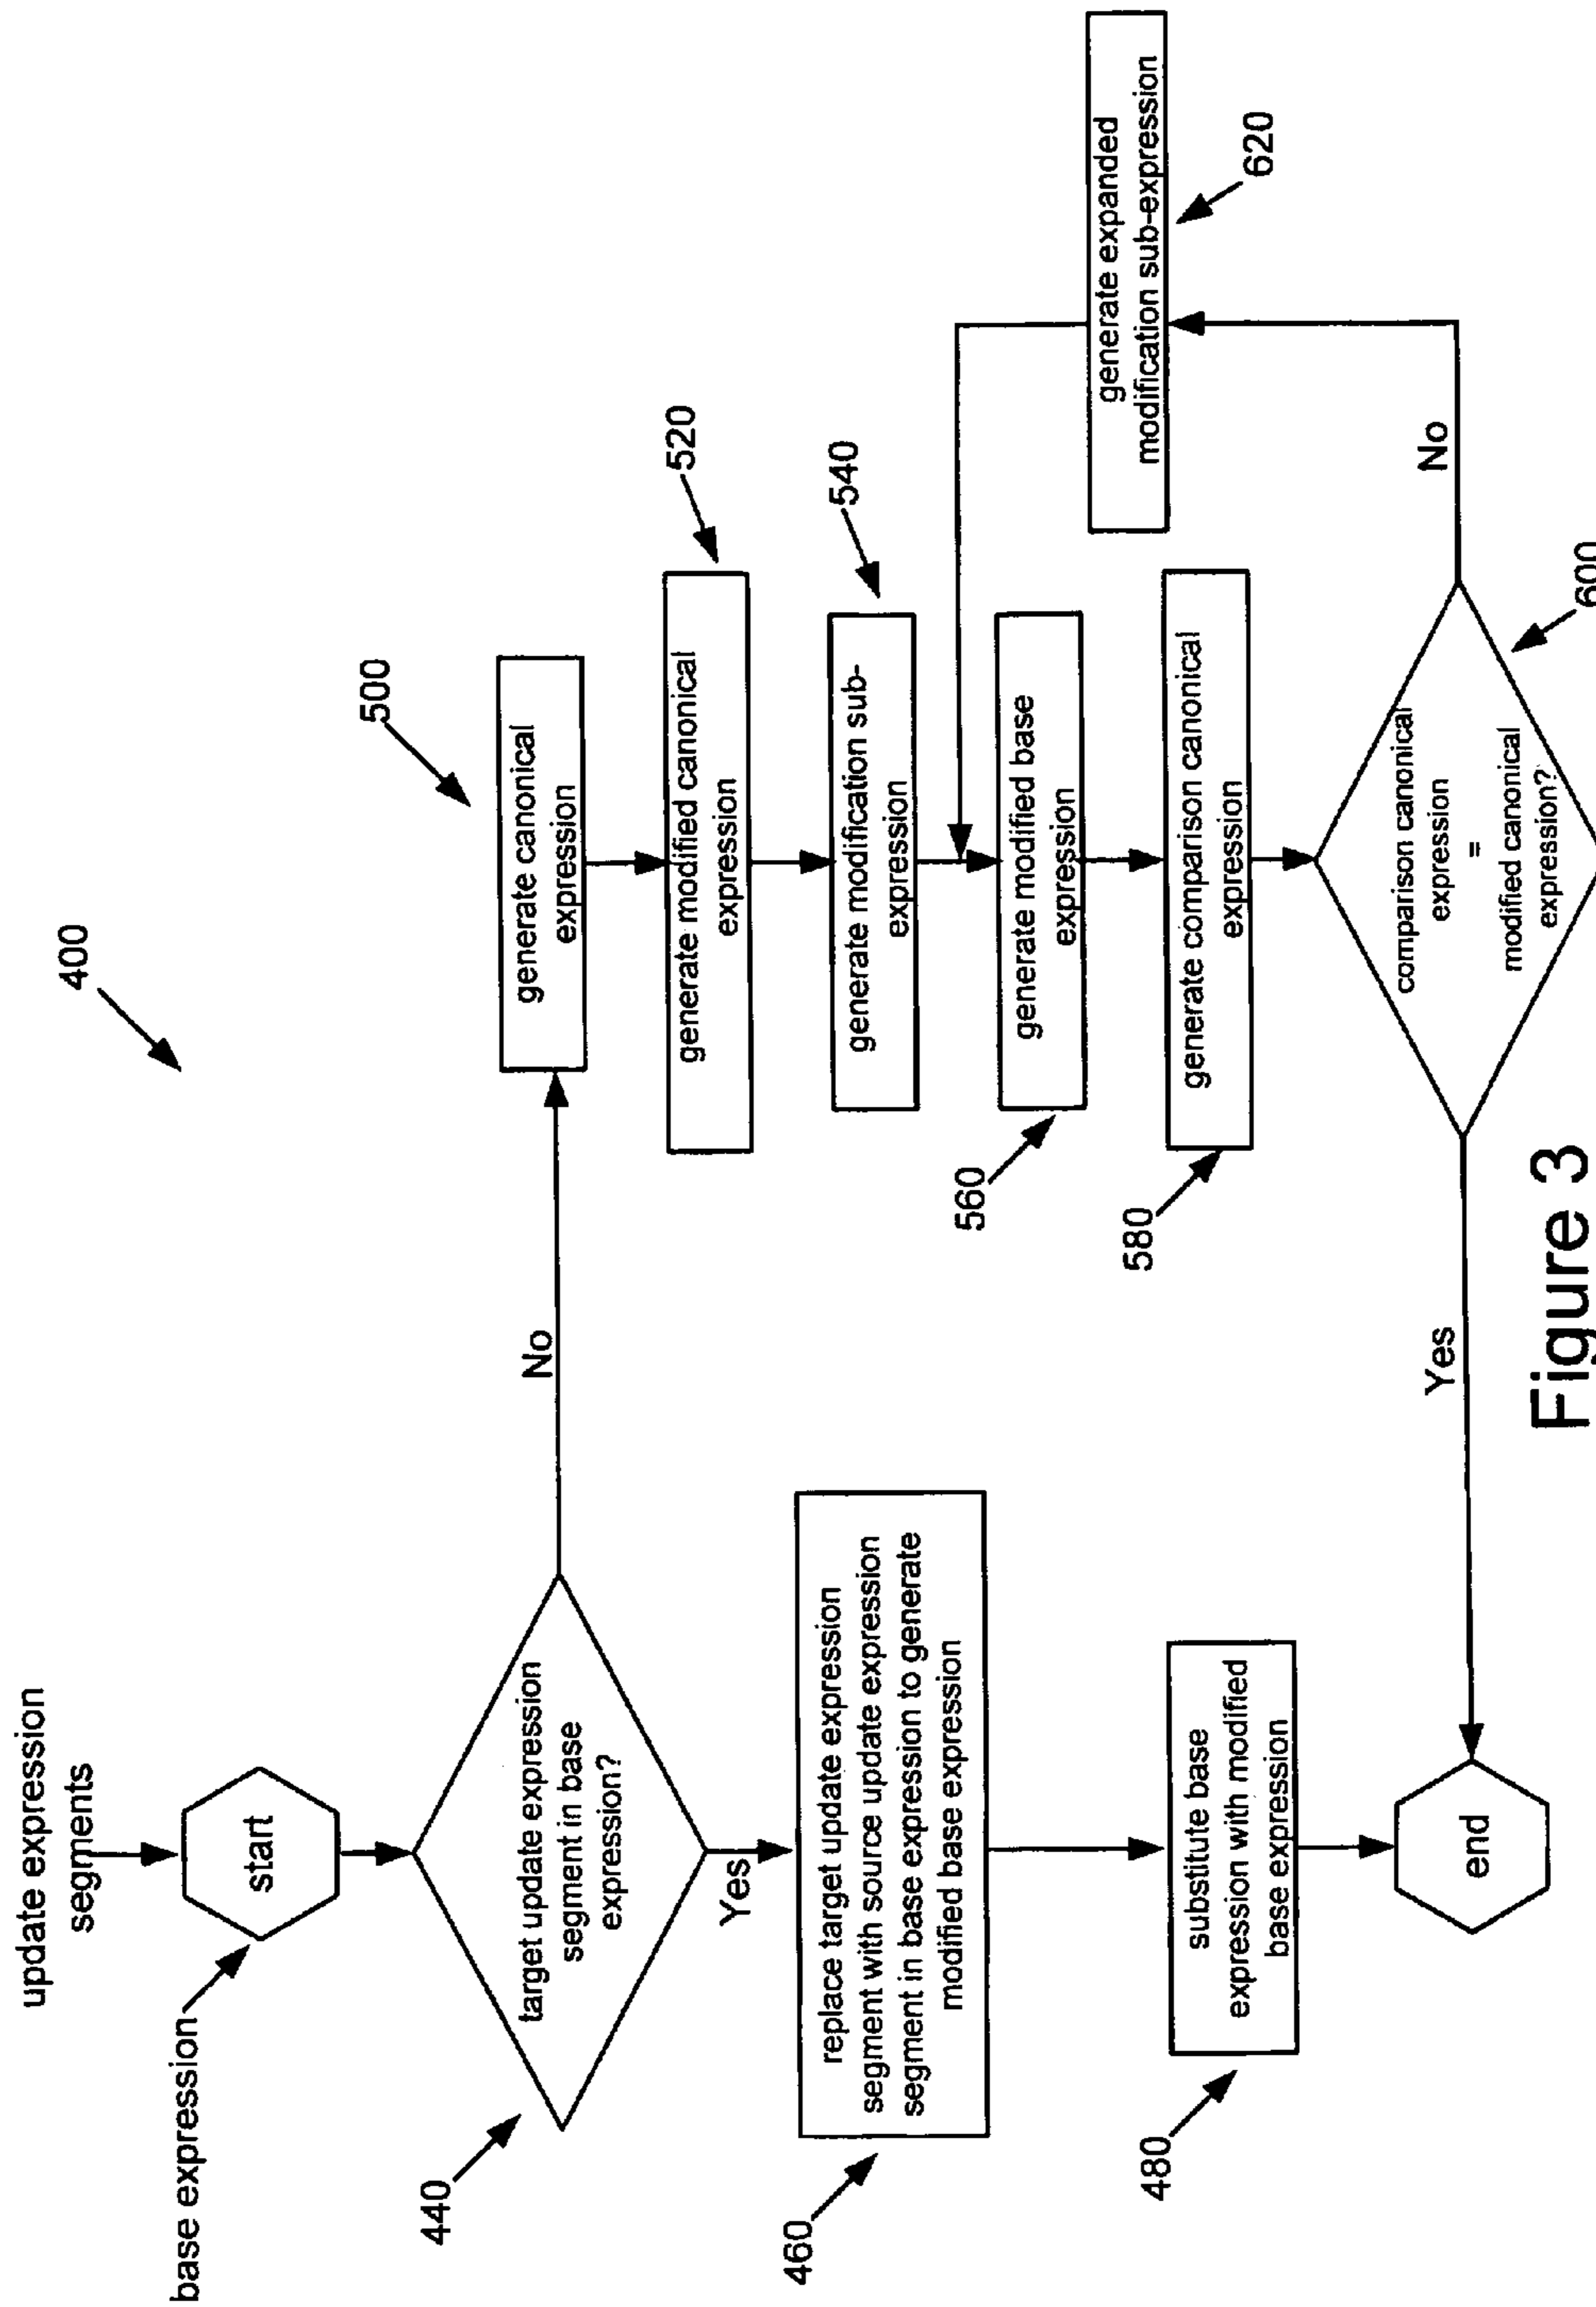 400
update expression
segments
base expression
start
440
target update expression
segment in base
expression?
No
Yes
460
replace target update expression
segment with source update expression
segment in base expression to generate
modified base expression
480
substitute base
expression with modified
base expression
end
500
generate canonical
expression
520
generate modified canonical
expression
540
generate modification sub-
expression
560
generate modified base
expression
580
generate comparison canonical
expression
600
comparison canonical
expression
=
modified canonical
expression?
No
620
generate expanded
modification sub-expression
Yes
Figure 3